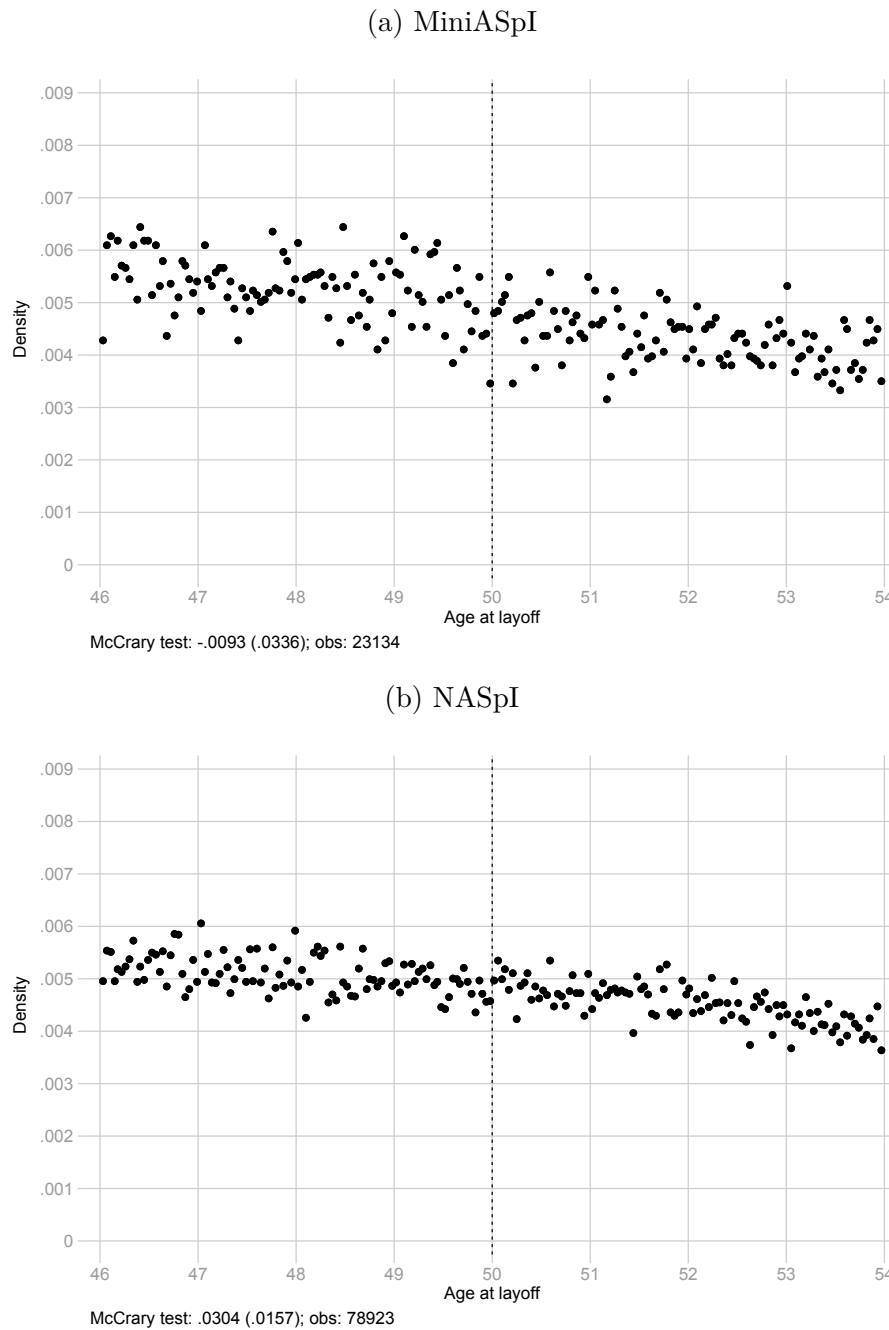 (a) MiniASpI
.009
.008
.007
.006
.005
.004
.003
.002
.001
0
Density
46 47 48 49 50 51 52 53 54
Age at layoff
McCrary test: -.0093 (.0336); obs: 23134
(b) NASpI
.009
.008
.007
.006
.005
.004
.003
.002
.001
0
Density
46 47 48 49 50 51 52 53 54
Age at layoff
McCrary test: .0304 (.0157); obs: 78923